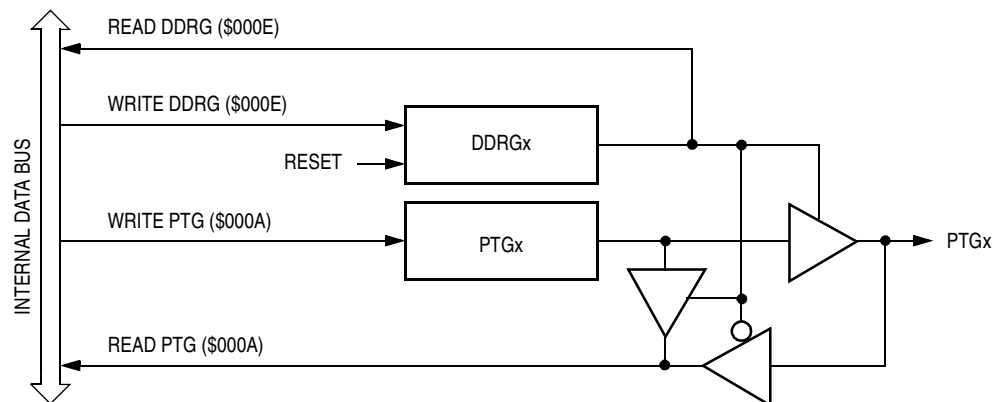 READ DDRG ($000E)
WRITE DDRG ($000E)
DDRGx
RESET
INTERNAL DATA BUS
WRITE PTG ($000A)
PTGx
PTGx
READ PTG ($000A)